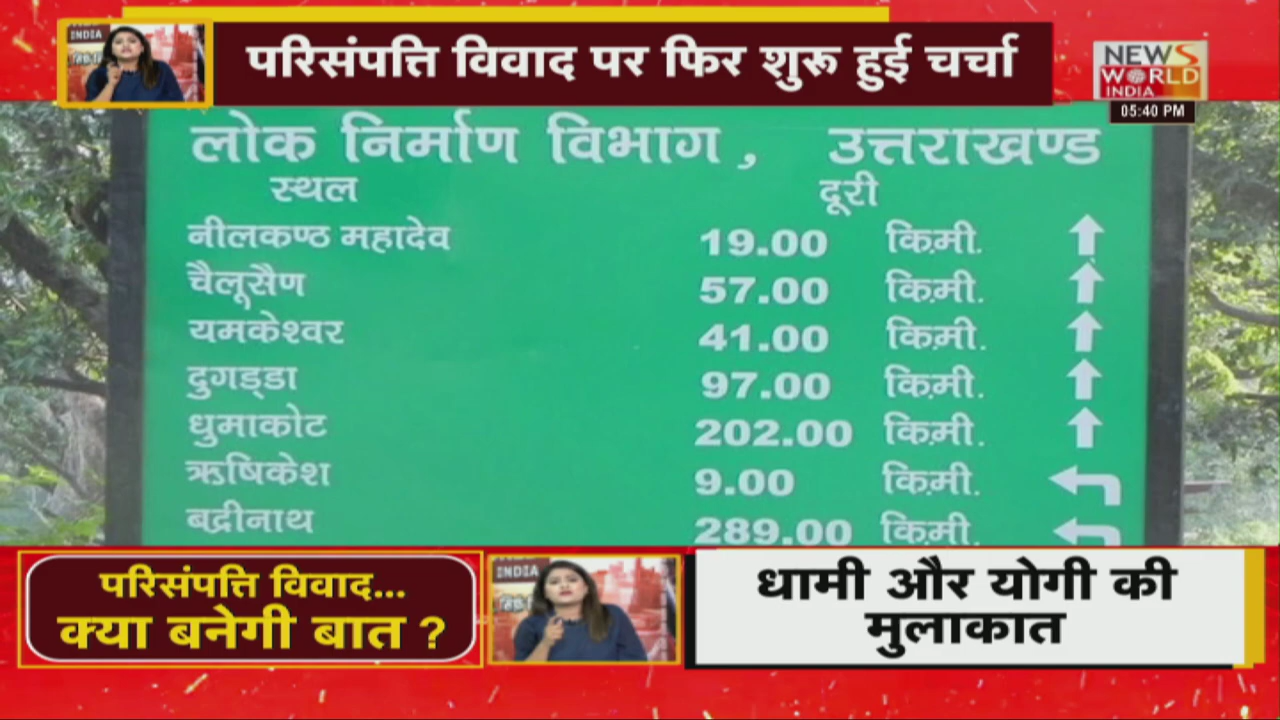 INDIA
परिसंपत्ति विवाद पर फिर शुरू हुई चर्चा
NEWS
WORLD
INDIA
05:40 PM
लोक निर्माण विभाग , उत्तराखण्ड
स्थल दूरी
नीलकण्ठ महादेव 19.00 कि.मी.
चैलूसैण 57.00 कि.मी.
यमकेश्वर 41.00 कि.मी.
दुगड्डा 97.00 कि.मी.
धुमाकोट 202.00 कि.मी.
ऋषिकेश 9.00 कि.मी.
बद्रीनाथ 289.00 कि.मी.
परिसंपत्ति विवाद...
क्या बनेगी बात ?
INDIA
धामी और योगी की
मुलाकात